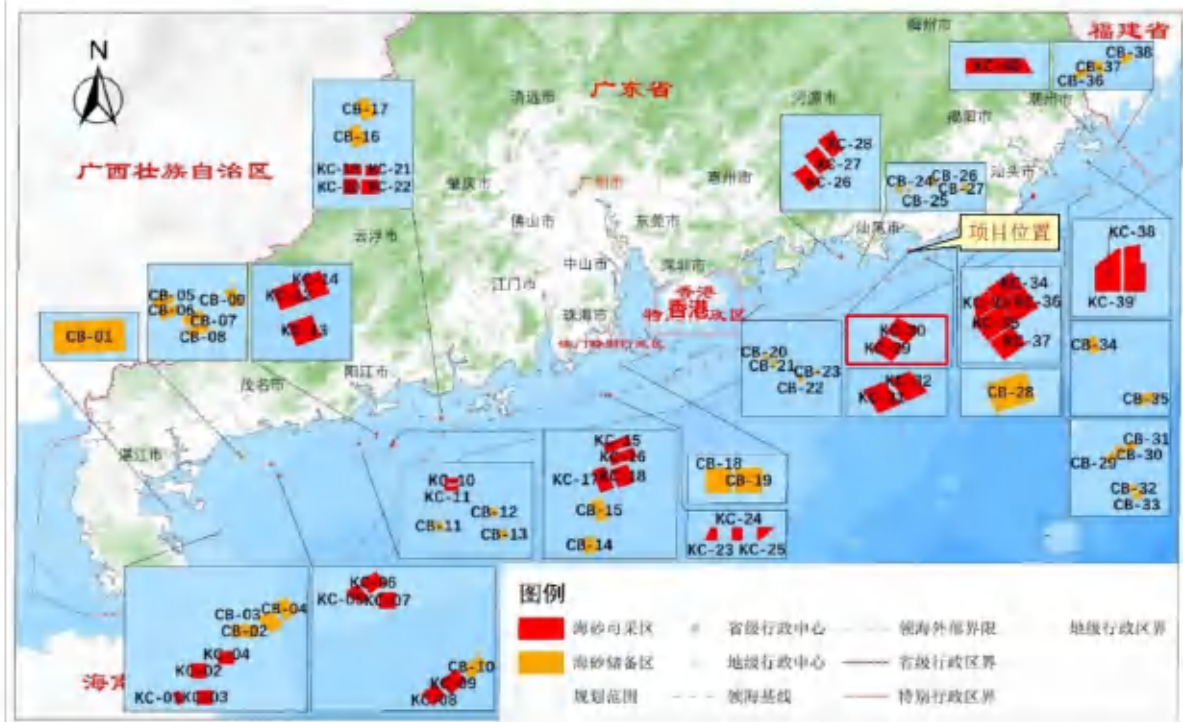 N
福建省
梅州市
CB-38
CB-37
CB-36
潮州市
广东省
清远市
河源市
揭阳市
汕头市
CB-17
CB-16
KC-21
KC-22
广西壮族自治区
肇庆市
广州市
惠州市
KC-28
KC-27
KC-26
CB-24
CB-26
CB-27
CB-25
云浮市
佛山市
东莞市
汕尾市
项目位置
KC-38
KC-39
中山市
深圳市
江门市
珠海市
香港
CB-01
CB-05
CB-06
CB-09
CB-07
CB-08
KC-14
KC-13
KC-34
KC-36
KC-35
KC-37
CB-20
CB-21
CB-23
CB-22
KC-30
KC-29
KC-32
KC-31
CB-28
CB-34
CB-35
茂名市
阳江市
湛江市
KC-10
KC-11
CB-12
CB-11
CB-13
KC-15
KC-16
KC-17
KC-18
CB-15
CB-14
CB-18
CB-19
KC-24
KC-23
KC-25
CB-31
CB-29
CB-30
CB-32
CB-33
CB-03
CB-04
CB-02
KC-04
KC-02
KC-01
KC-03
KC-06
KC-05
KC-07
CB-10
KC-09
KC-08
图例
海砂可采区
省级行政中心
领海外部界限
地级行政区界
海砂储备区
地级行政中心
省级行政区界
规划范围
领海基线
特别行政区界